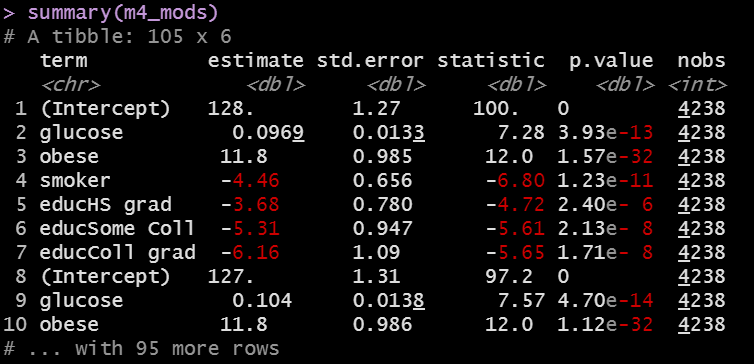 > summary(m4_mods)
# A tibble: 105 x 6
   term          estimate std.error statistic  p.value  nobs
   <chr>            <dbl>     <dbl>     <dbl>    <dbl> <int>
 1 (Intercept)   128.        1.27      100.   0         4238
 2 glucose         0.0969    0.0133      7.28 3.93e-13  4238
 3 obese          11.8       0.985      12.0  1.57e-32  4238
 4 smoker         -4.46      0.656      -6.80 1.23e-11  4238
 5 educHS grad    -3.68      0.780      -4.72 2.40e- 6  4238
 6 educSome Coll  -5.31      0.947      -5.61 2.13e- 8  4238
 7 educColl grad  -6.16      1.09       -5.65 1.71e- 8  4238
 8 (Intercept)   127.        1.31       97.2  0         4238
 9 glucose         0.104     0.0138      7.57 4.70e-14  4238
10 obese          11.8       0.986      12.0  1.12e-32  4238
# ... with 95 more rows